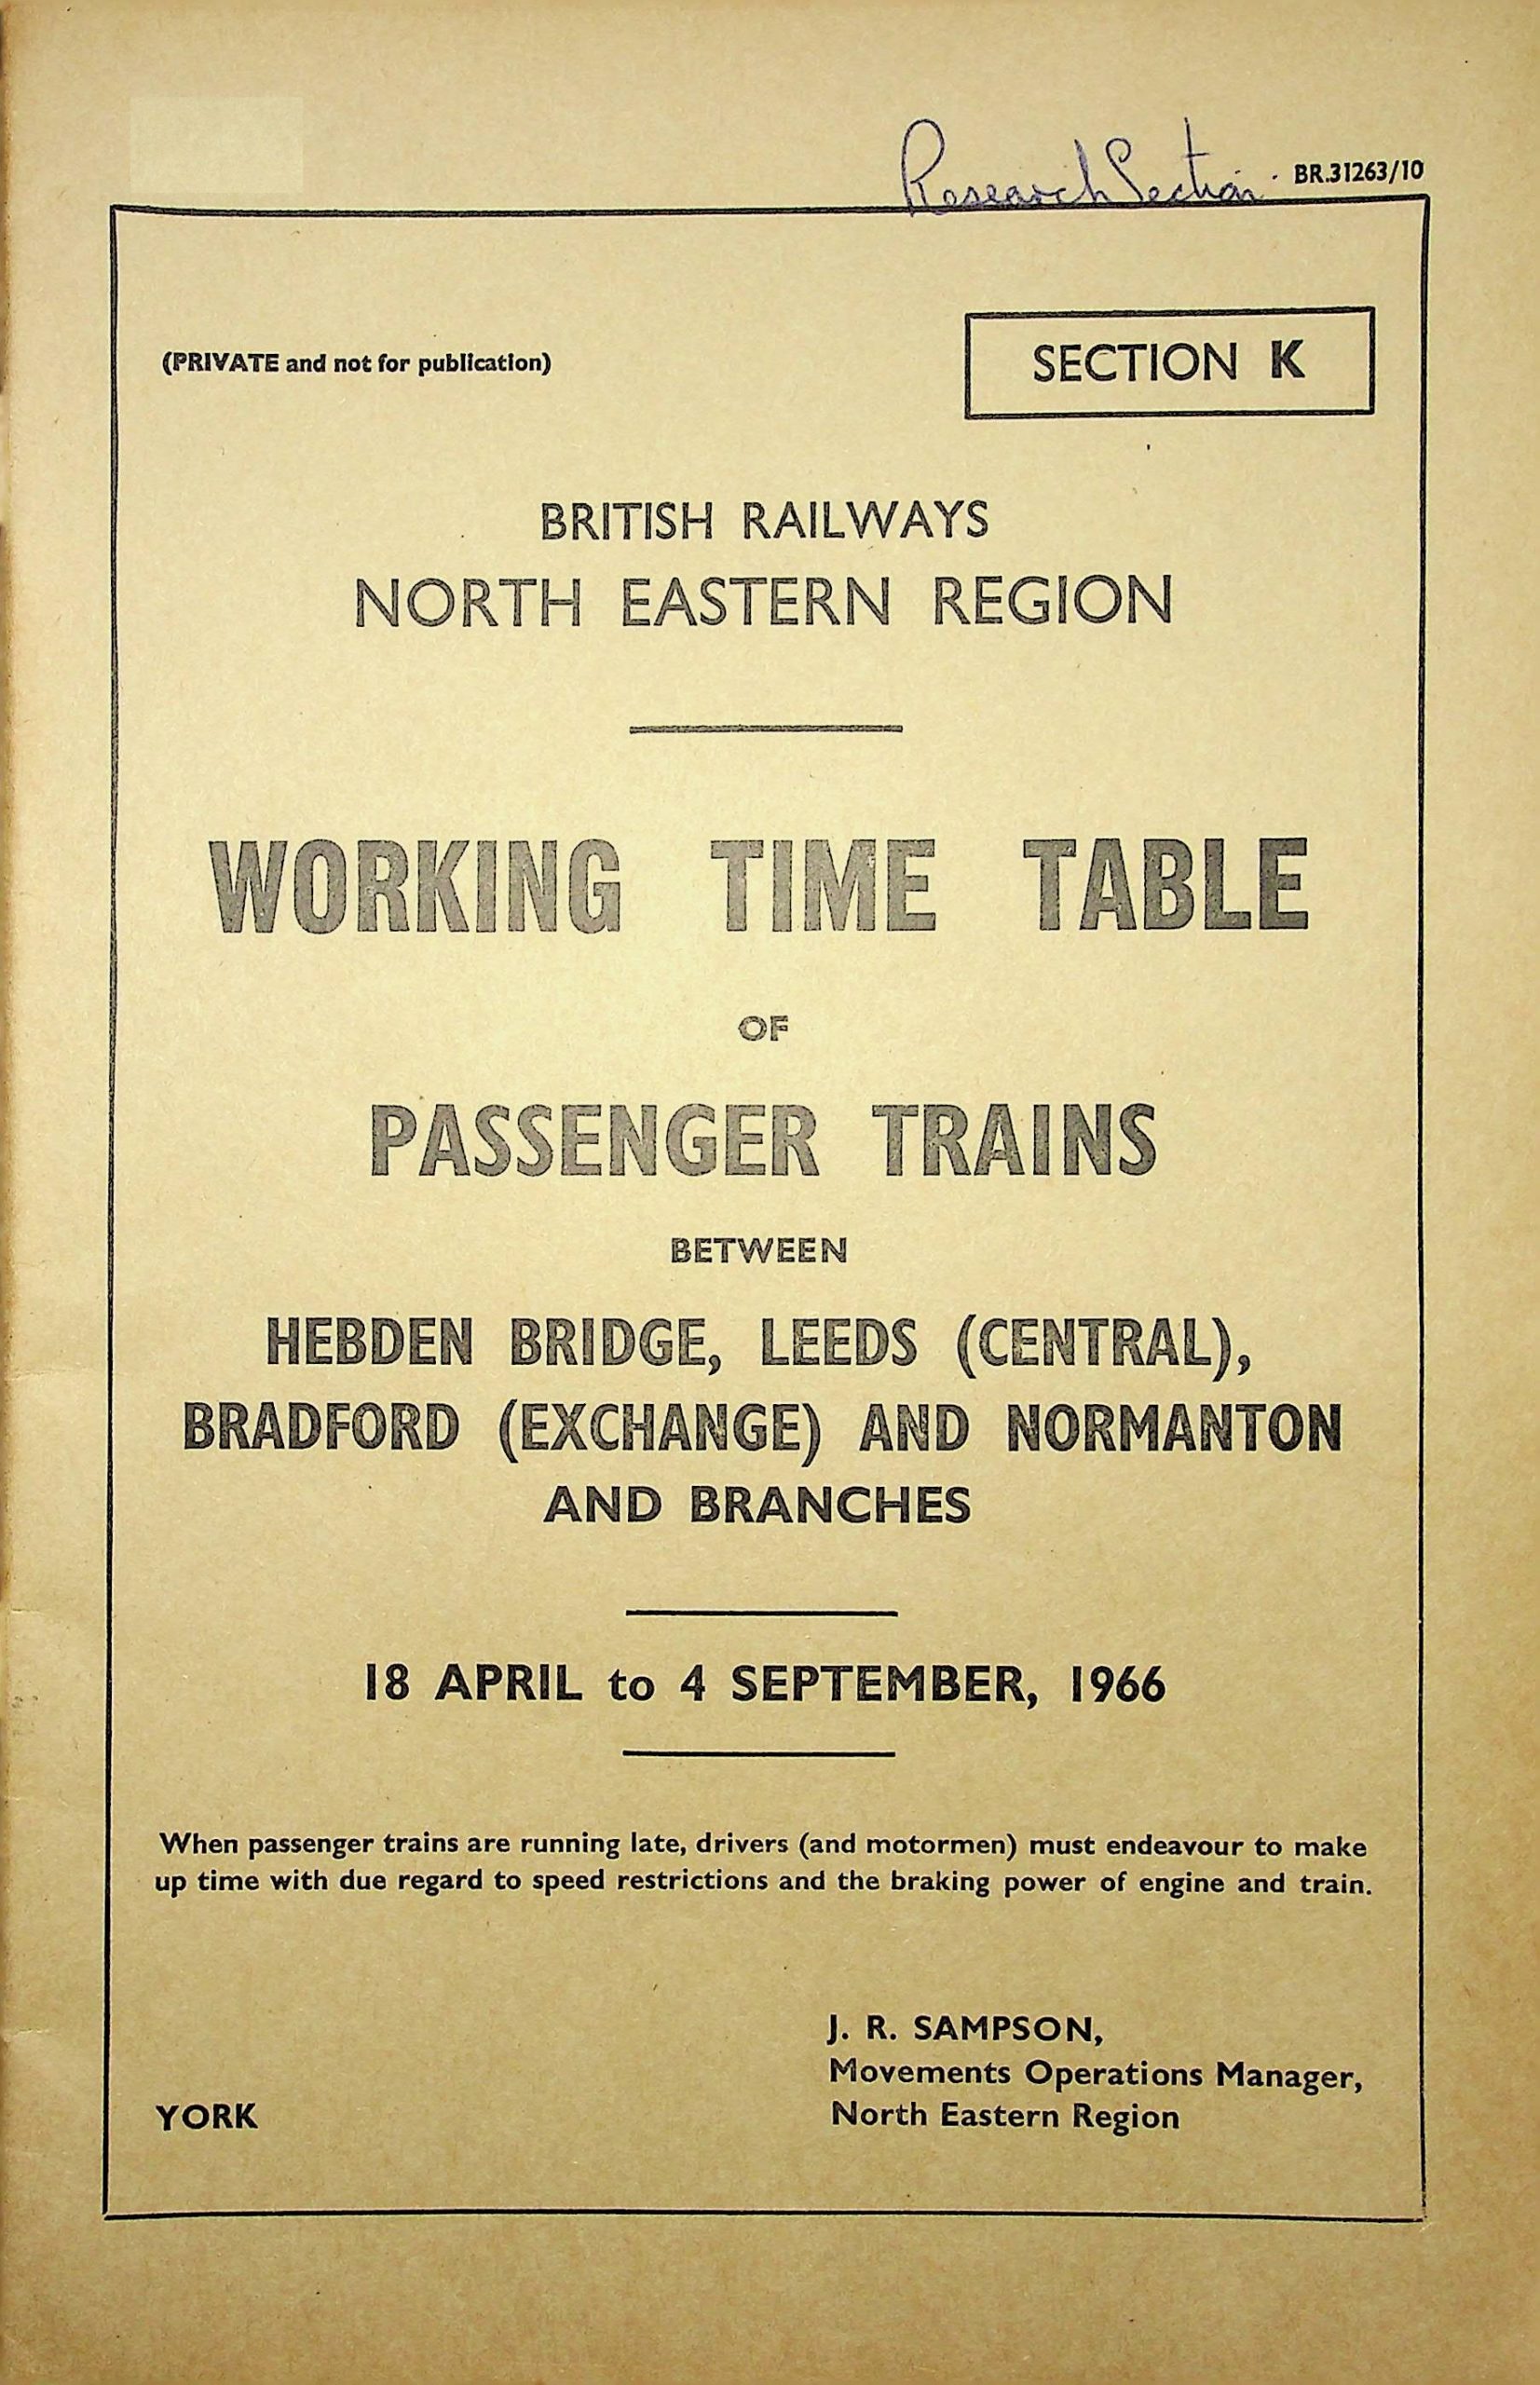 Research Section
BR.31263/10
(PRIVATE and not for publication)
SECTION K
BRITISH RAILWAYS
NORTH EASTERN REGION
WORKING TIME TABLE
OF
PASSENGER TRAINS
BETWEEN
HEBDEN BRIDGE, LEEDS (CENTRAL),
BRADFORD (EXCHANGE) AND NORMANTON
AND BRANCHES
18 APRIL to 4 SEPTEMBER, 1966
When passenger trains are running late, drivers (and motormen) must endeavour to make
up time with due regard to speed restrictions and the braking power of engine and train.
J. R. SAMPSON,
Movements Operations Manager,
North Eastern Region
YORK